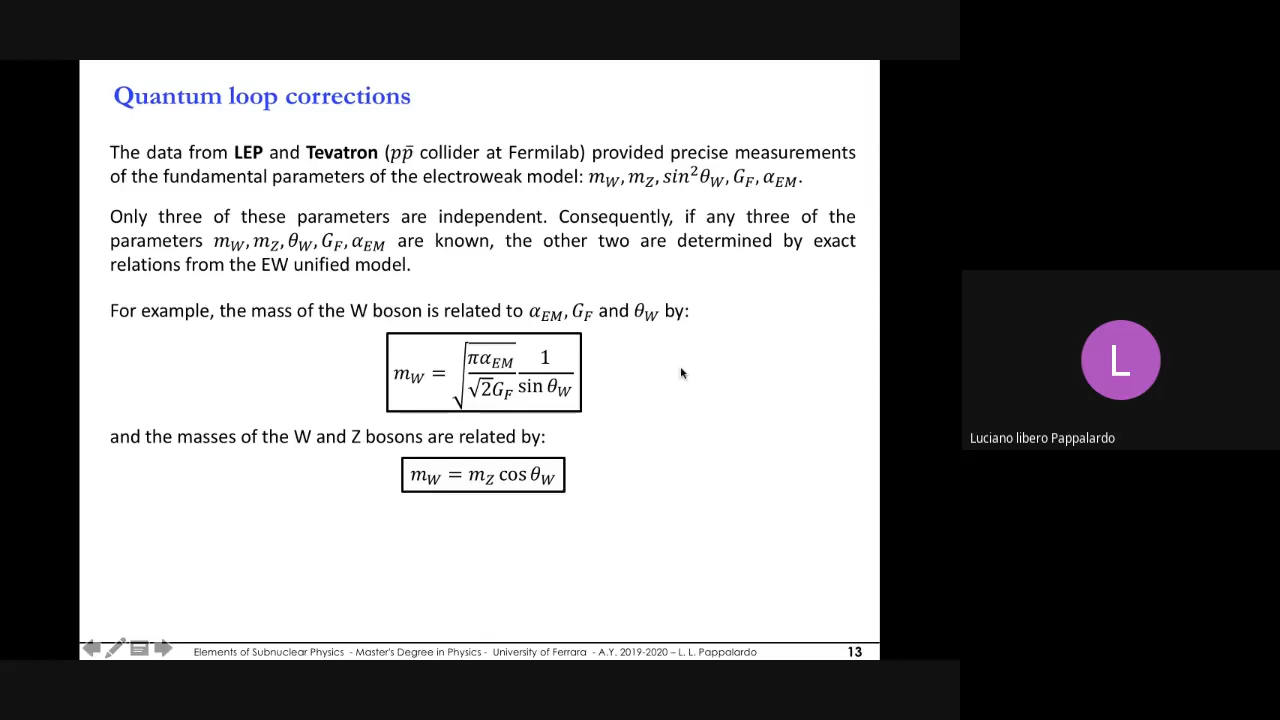 Quantum loop corrections
The data from LEP and Tevatron (pp̄ collider at Fermilab) provided precise measurements
of the fundamental parameters of the electroweak model: m_W, m_Z, sin²θ_W, G_F, α_EM.
Only three of these parameters are independent. Consequently, if any three of the
parameters m_W, m_Z, θ_W, G_F, α_EM are known, the other two are determined by exact
relations from the EW unified model.
For example, the mass of the W boson is related to α_EM, G_F and θ_W by:
m_W = √(πα_EM / √2G_F) 1 / sin θ_W
and the masses of the W and Z bosons are related by:
m_W = m_Z cos θ_W
Elements of Subnuclear Physics - Master's Degree in Physics - University of Ferrara - A.Y. 2019-2020 – L. L. Pappalardo 13
L
Luciano libero Pappalardo